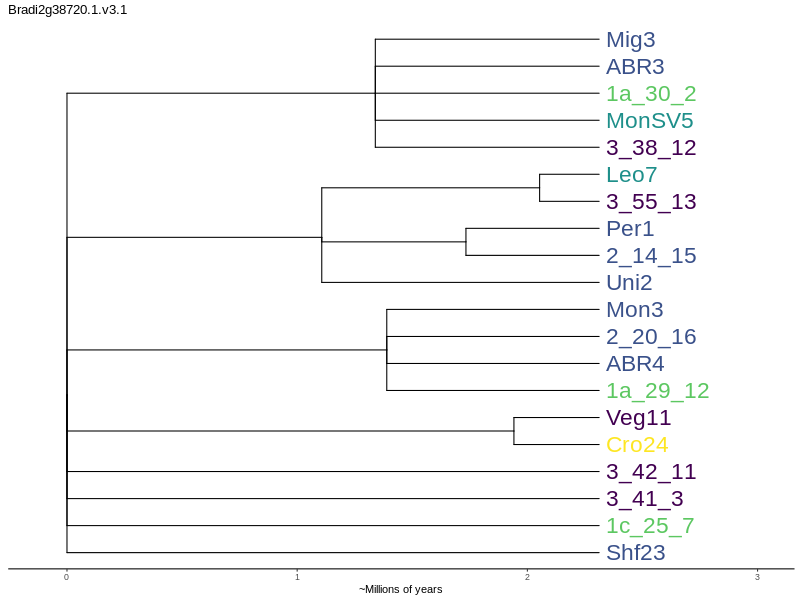 Bradi2g38720.1.v3.1
Mig3
ABR3
1a_30_2
MonSV5
3_38_12
Leo7
3_55_13
Per1
2_14_15
Uni2
Mon3
2_20_16
ABR4
1a_29_12
Veg11
Cro24
3_42_11
3_41_3
1c_25_7
Shf23
0 1 2 3
~Millions of years